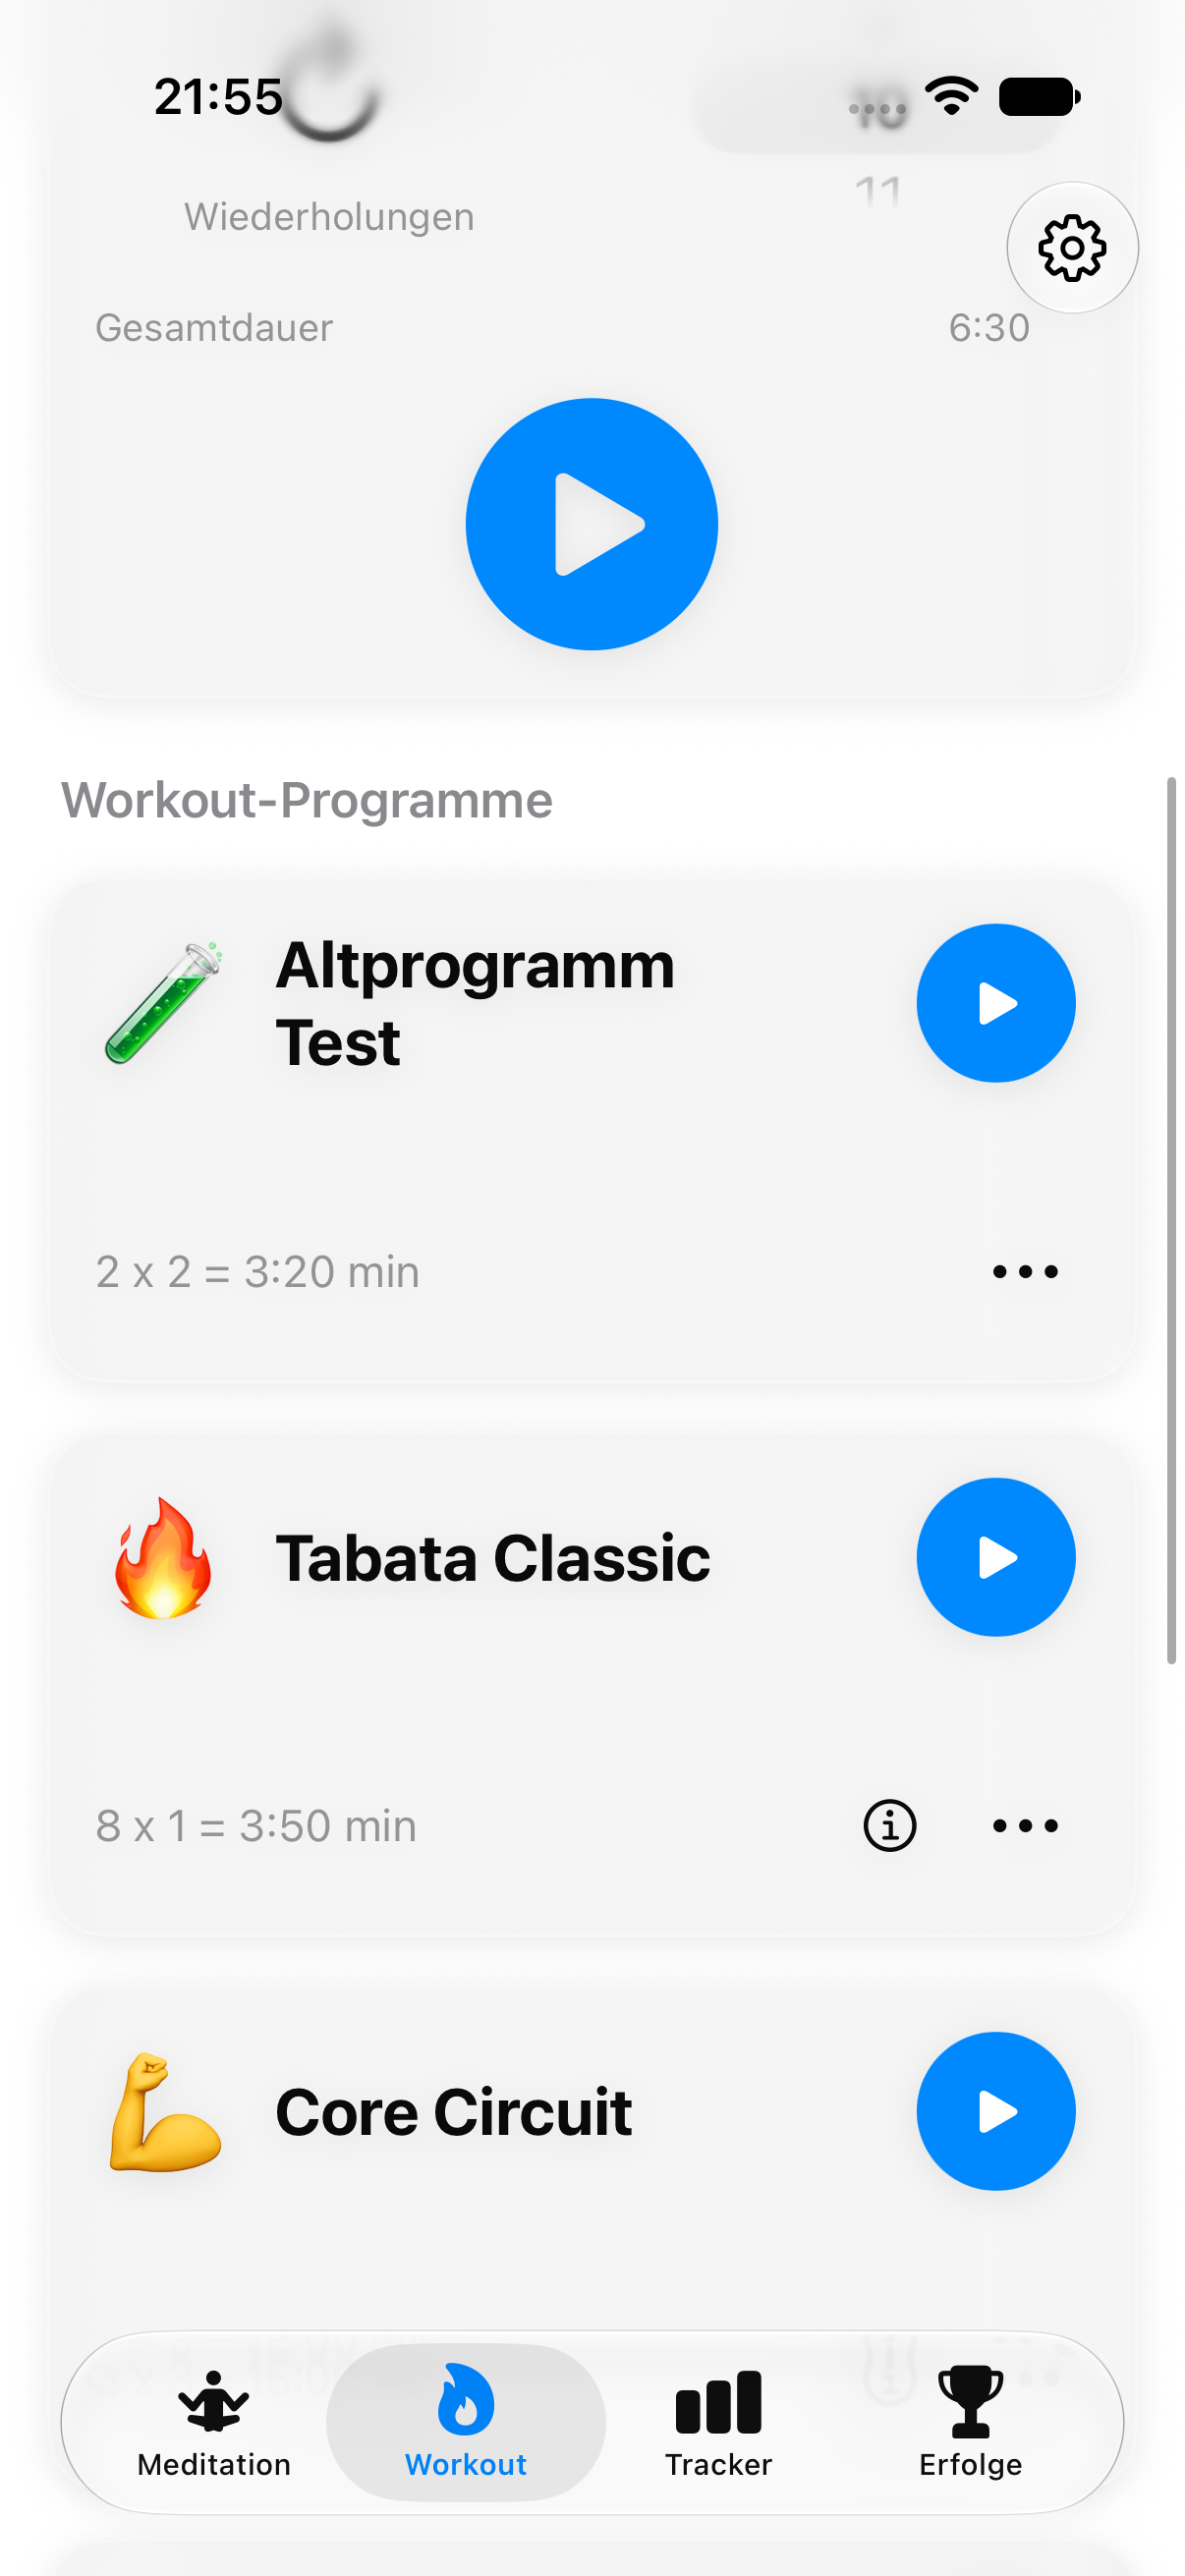 21:55
10
11
Wiederholungen
Gesamtdauer 6:30
Workout-Programme
Altprogramm
Test
2 x 2 = 3:20 min
Tabata Classic
8 x 1 = 3:50 min
Core Circuit
Meditation Workout Tracker Erfolge